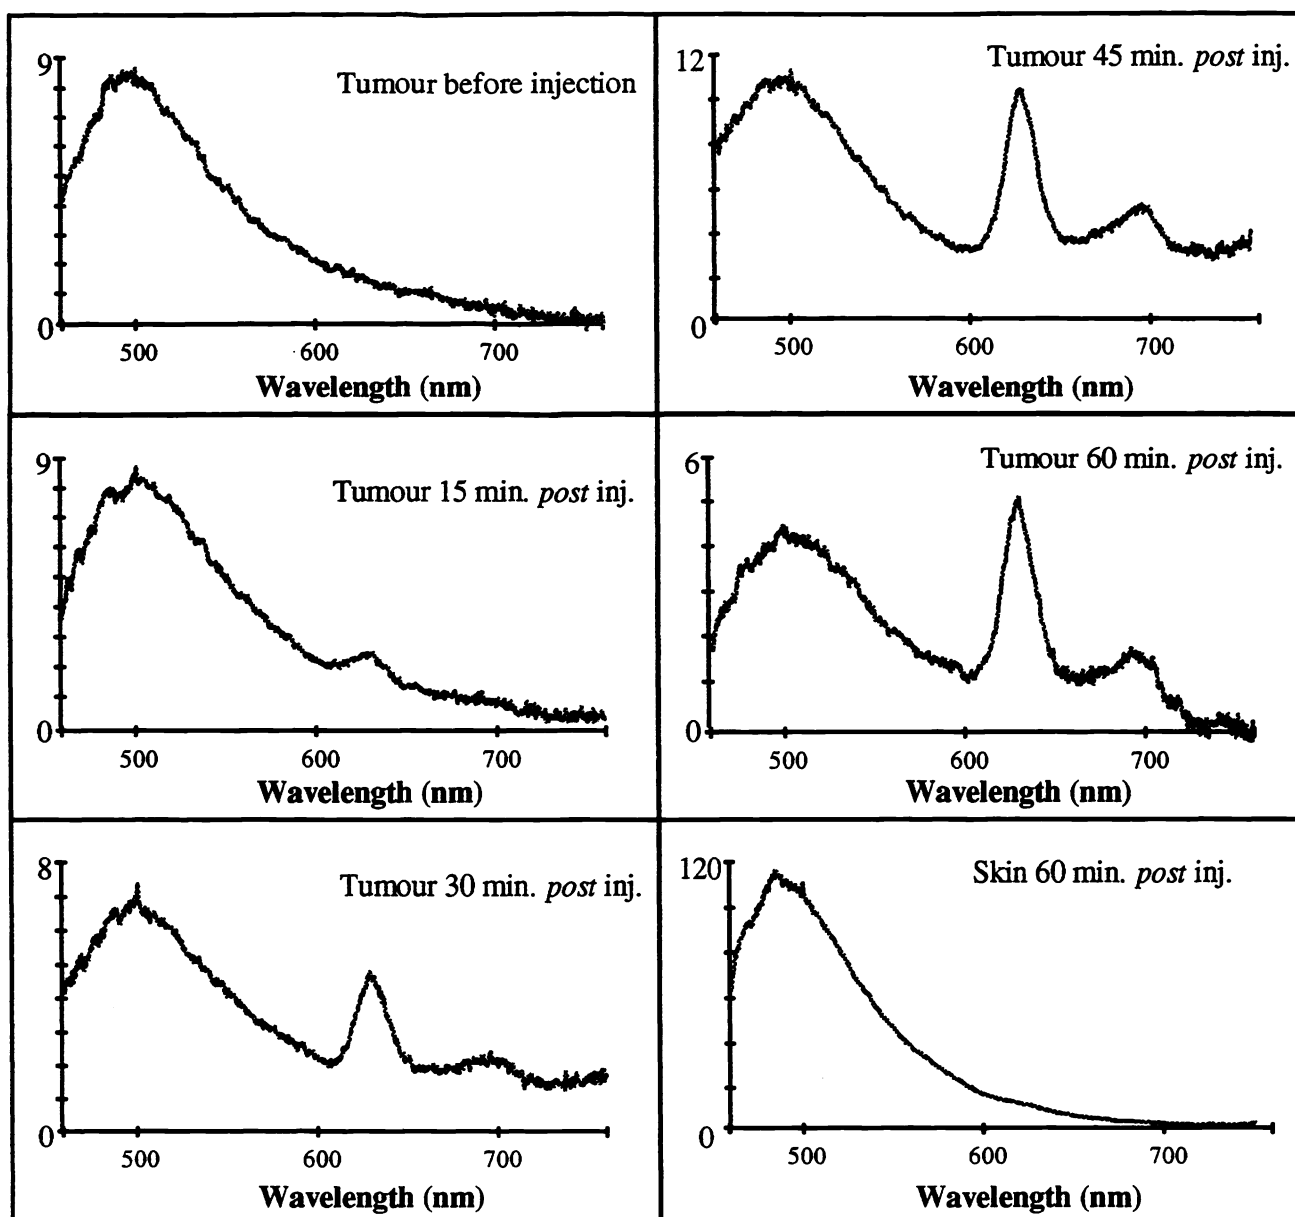 9
Tumour before injection
0
500
600
700
Wavelength (nm)
12
Tumour 45 min. post inj.
0
500
600
700
Wavelength (nm)
9
Tumour 15 min. post inj.
0
500
600
700
Wavelength (nm)
6
Tumour 60 min. post inj.
0
500
600
700
Wavelength (nm)
8
Tumour 30 min. post inj.
0
500
600
700
Wavelength (nm)
120
Skin 60 min. post inj.
0
500
600
700
Wavelength (nm)